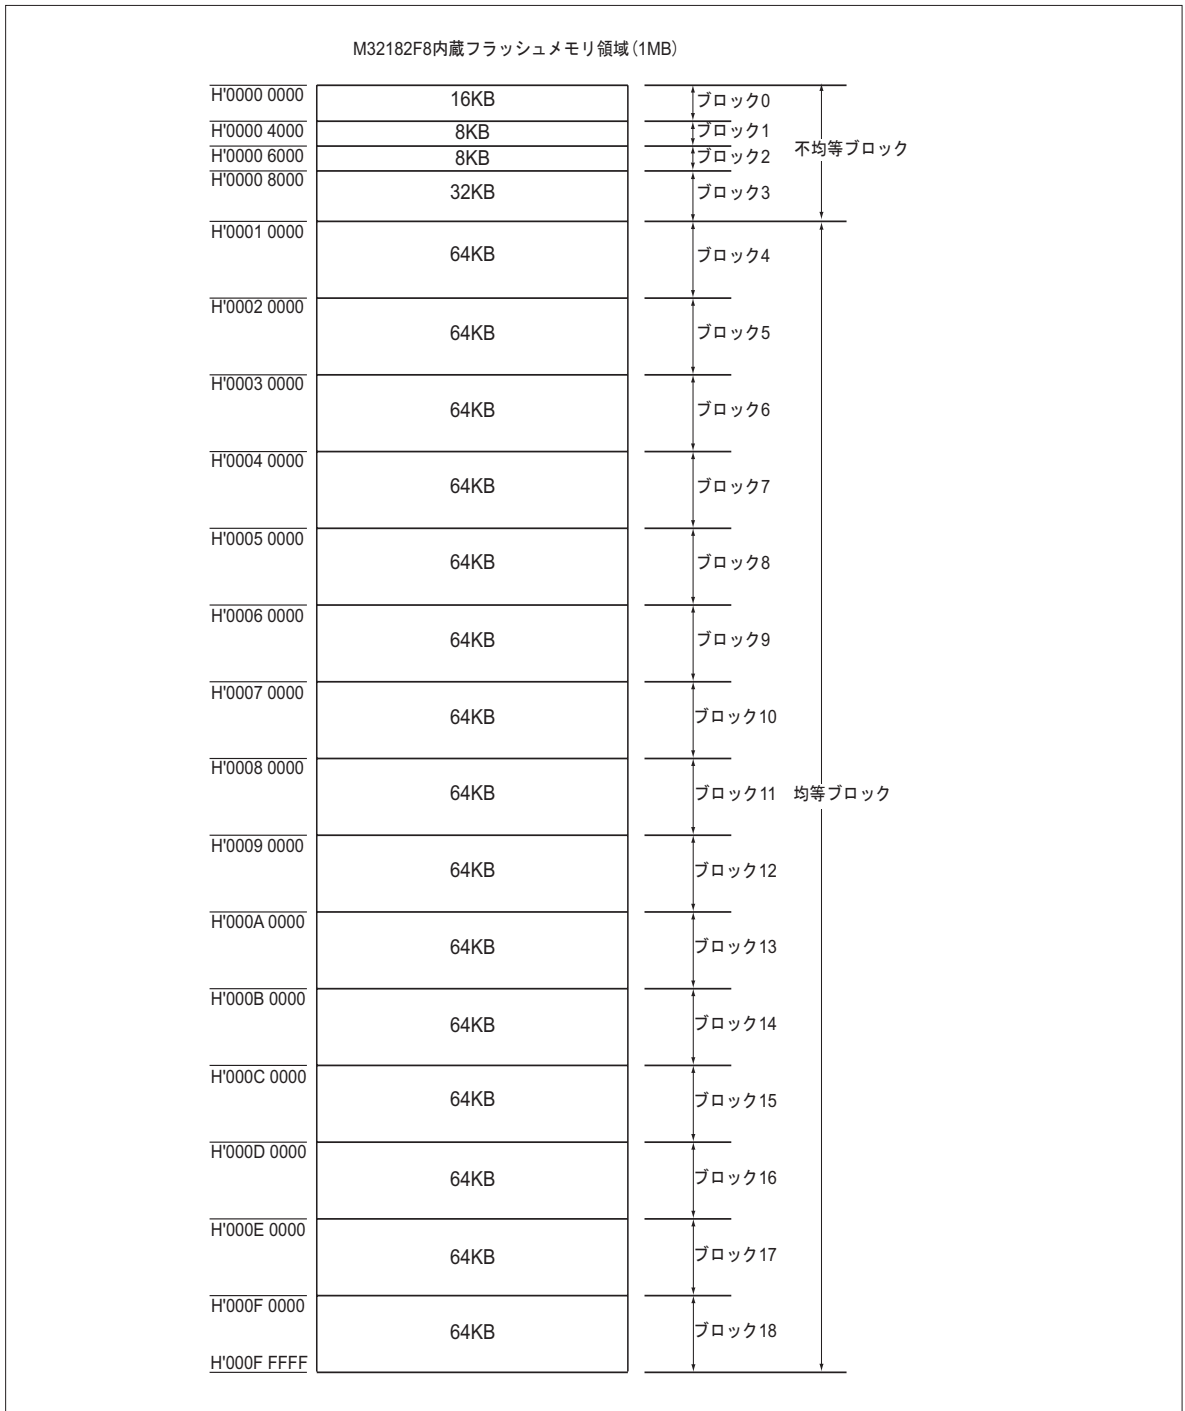 M32182F8内蔵フラッシュメモリ領域(1MB)
H'0000 0000 16KB ブロック0
H'0000 4000 8KB ブロック1
H'0000 6000 8KB ブロック2 不均等ブロック
H'0000 8000 32KB ブロック3
H'0001 0000 64KB ブロック4
H'0002 0000 64KB ブロック5
H'0003 0000 64KB ブロック6
H'0004 0000 64KB ブロック7
H'0005 0000 64KB ブロック8
H'0006 0000 64KB ブロック9
H'0007 0000 64KB ブロック10
H'0008 0000 64KB ブロック11 均等ブロック
H'0009 0000 64KB ブロック12
H'000A 0000 64KB ブロック13
H'000B 0000 64KB ブロック14
H'000C 0000 64KB ブロック15
H'000D 0000 64KB ブロック16
H'000E 0000 64KB ブロック17
H'000F 0000 64KB ブロック18
H'000F FFFF